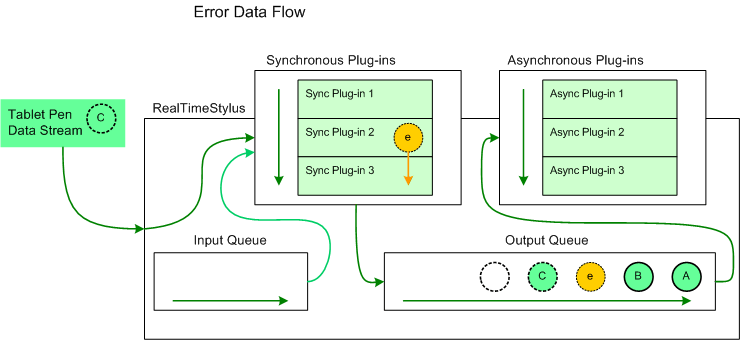 Error Data Flow
Synchronous Plug-ins
Asynchronous Plug-ins
Tablet Pen
Data Stream
C
RealTimeStylus
Sync Plug-in 1
Sync Plug-in 2
e
Sync Plug-in 3
Async Plug-in 1
Async Plug-in 2
Async Plug-in 3
Input Queue
Output Queue
C
e
B
A